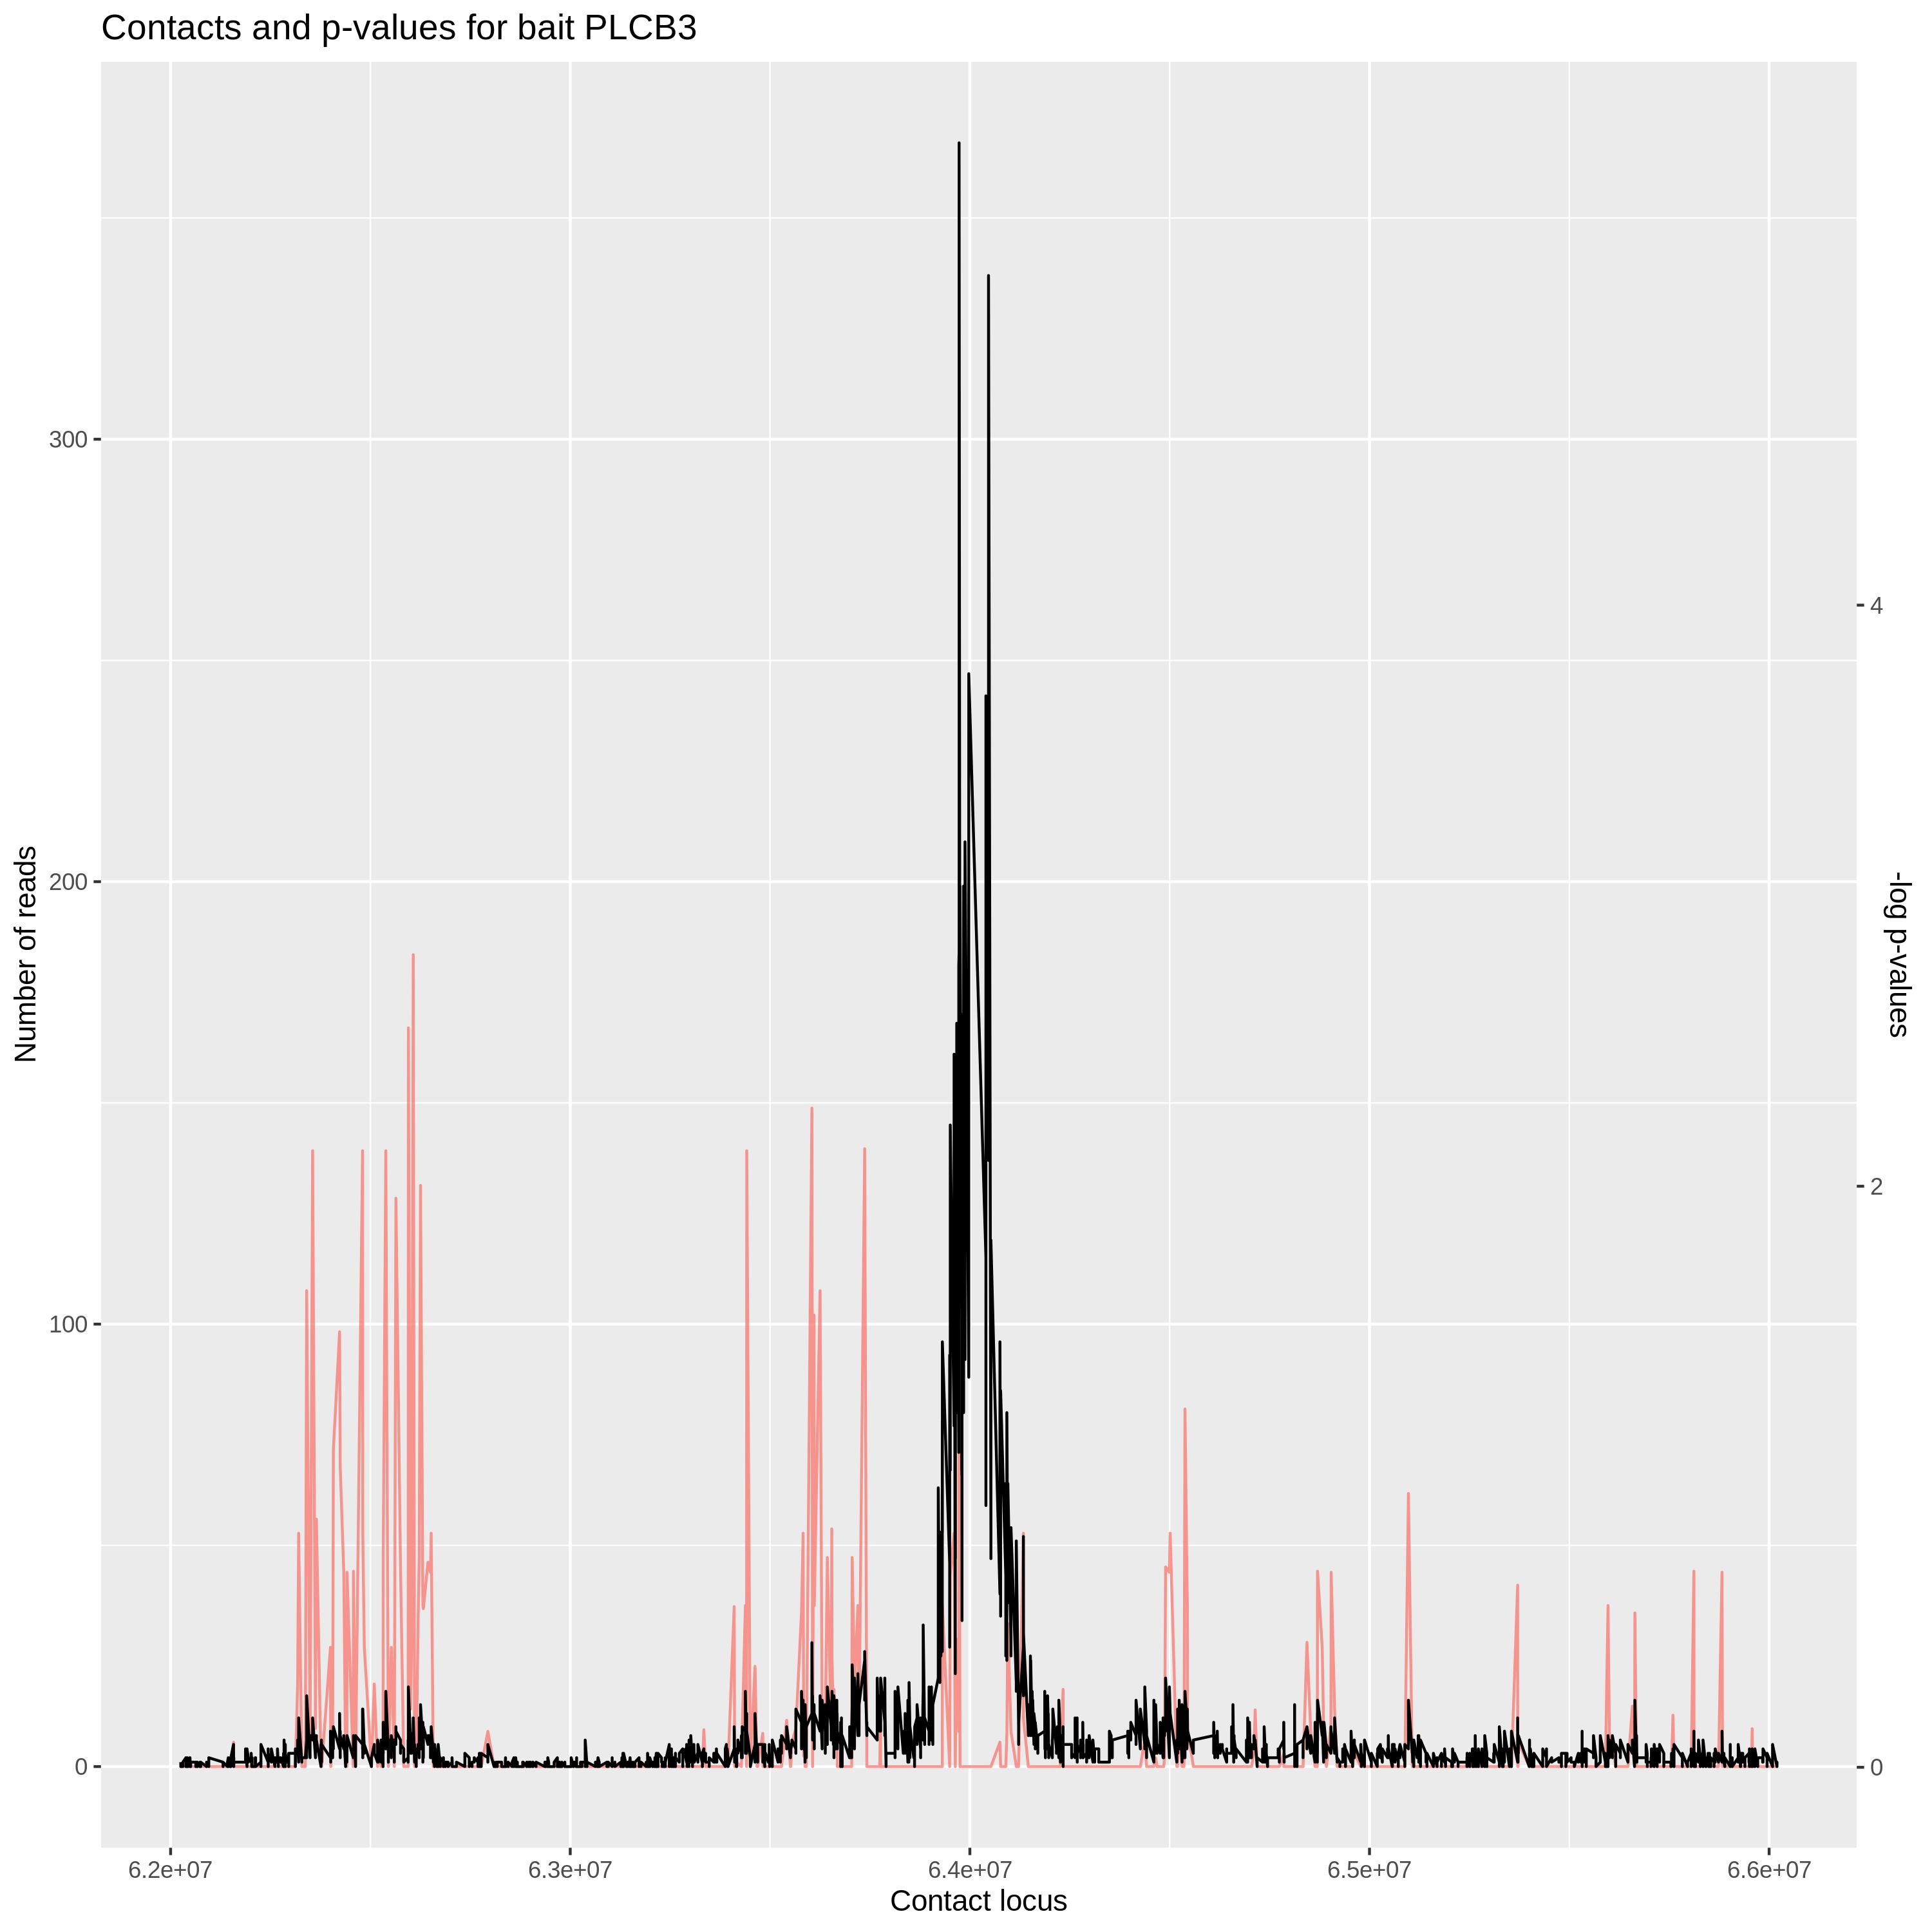 Contacts and p-values for bait PLCB3
Number of reads
300
200
100
0
4
2
0
-log p-values
6.2e+07
6.3e+07
6.4e+07
6.5e+07
6.6e+07
Contact locus